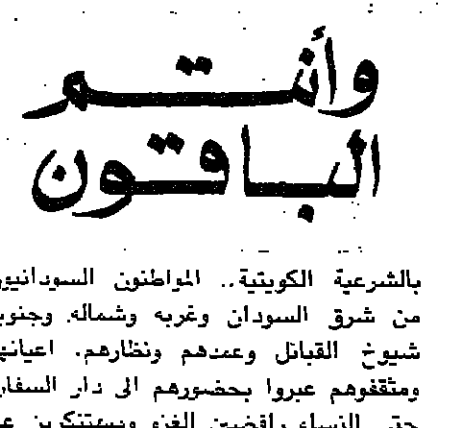 وأنتم
الباقون
بالشرعية الكويتية.. المواطنون السودانيون
من شرق السودان وغربه وشماله وجنوبه
شيوخ القبائل وعمدهم ونظارهم. اعيانهم
ومثقفوهم عبروا بحضورهم الى دار السفارة
حتى النساء رافضين الغزو ومستنكرين